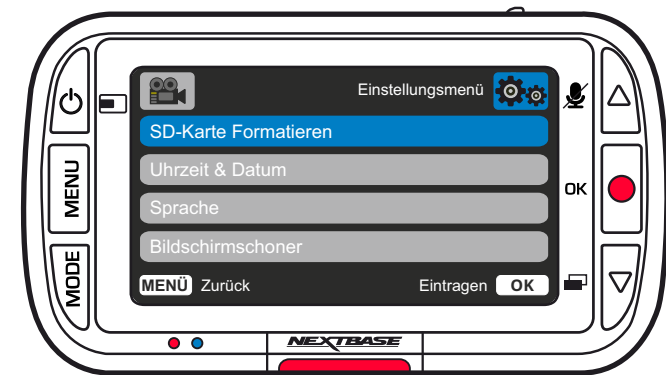 Einstellungsmenü
SD-Karte Formatieren
Uhrzeit & Datum
Sprache
Bildschirmschoner
MENÜ Zurück Eintragen OK
MENU
MODE
OK
NEXTBASE